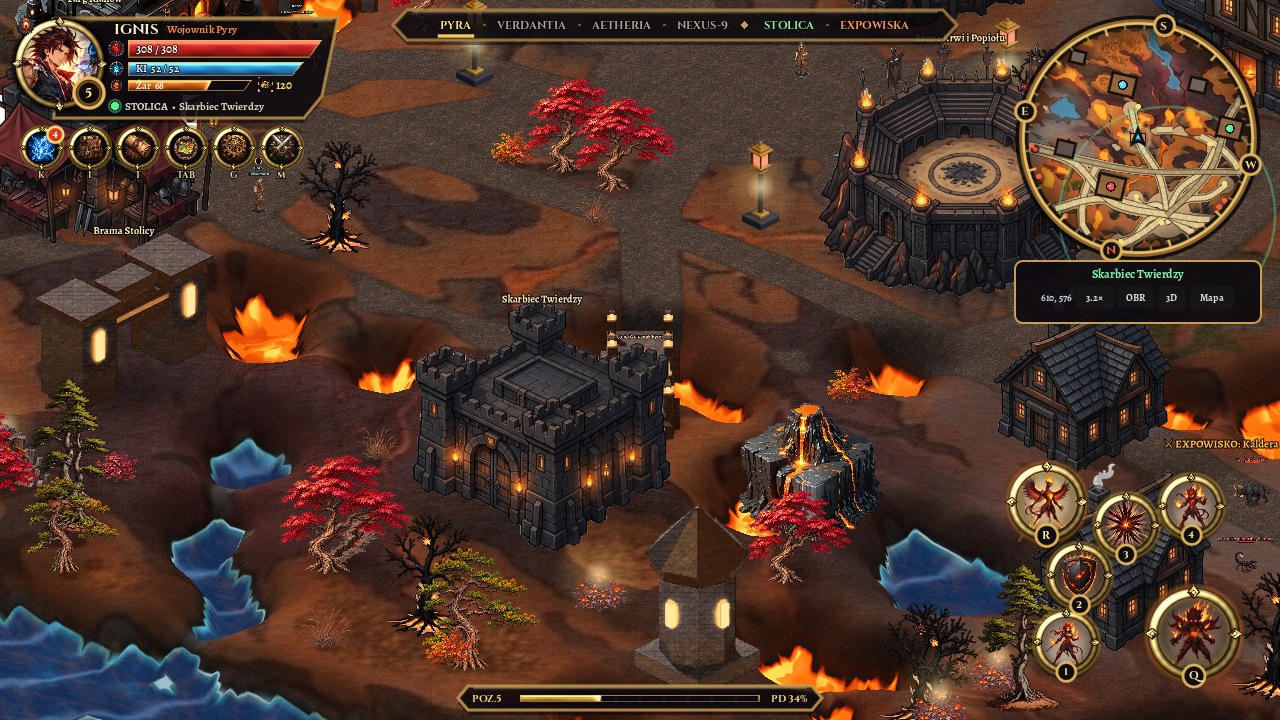 IGNIS Wojownik Pyry
308 / 308
KI 52 / 52
Żar 68
120
5
STOLICA • Skarbiec Twierdzy
4
K I T TAB G M
PYRA - VERDANTIA - AETHERIA - NEXUS-9 ◆ STOLICA - EXPOWISKA
Krwi i Popiołu
S
E
W
N
Skarbiec Twierdzy
610, 576 3.2× OBR 3D Mapa
Brama Stolicy
Skarbiec Twierdzy
EXPOWISKO: Kaldera
R
3
4
2
1
Q
POZ.5 PD 34%